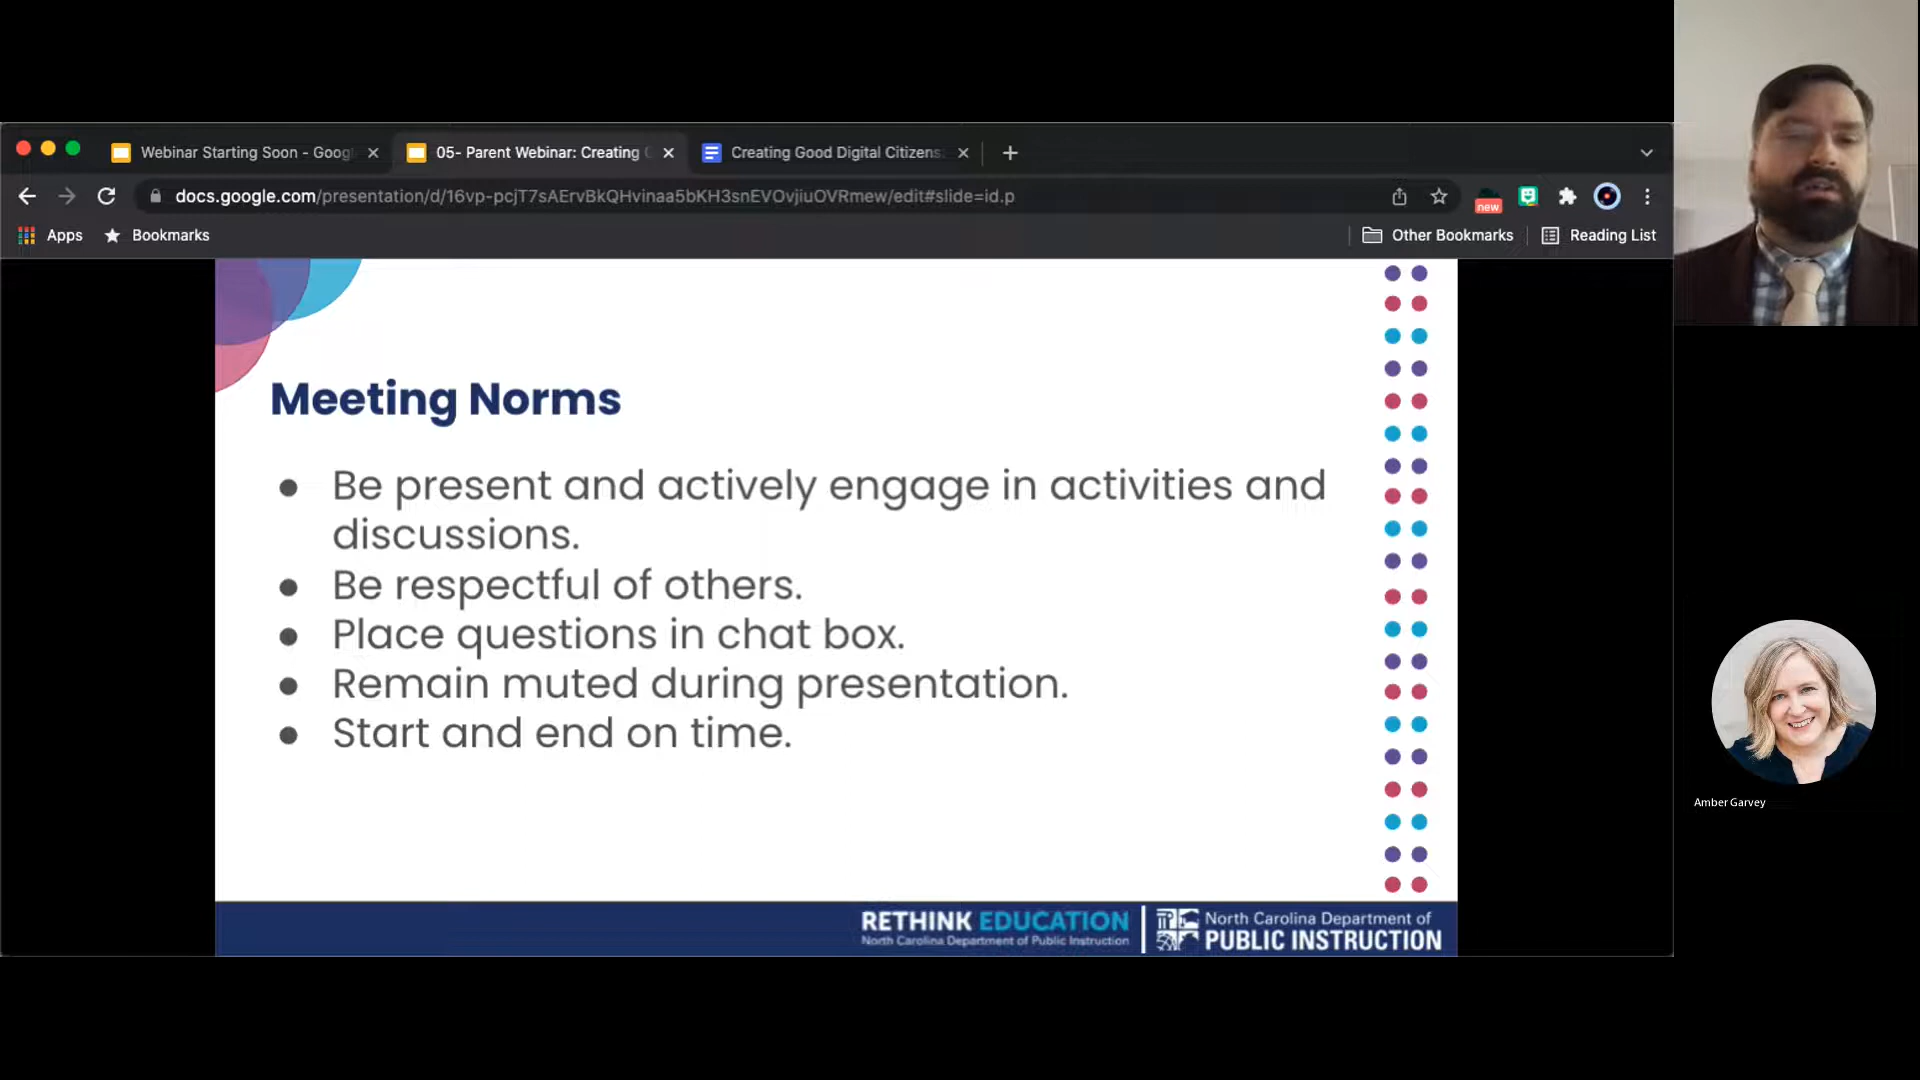 Webinar Starting Soon - Goog
05- Parent Webinar: Creating
Creating Good Digital Citizens:
docs.google.com/presentation/d/16vp-pcjT7sAErvBkQHvinaa5bKH3snEVOvjiuOVRmew/edit#slide=id.p
new
Apps
Bookmarks
Other Bookmarks
Reading List
Meeting Norms
● Be present and actively engage in activities and
discussions.
● Be respectful of others.
● Place questions in chat box.
● Remain muted during presentation.
● Start and end on time.
Amber Garvey
RETHINK EDUCATION
North Carolina Department of Public Instruction
North Carolina Department of
PUBLIC INSTRUCTION